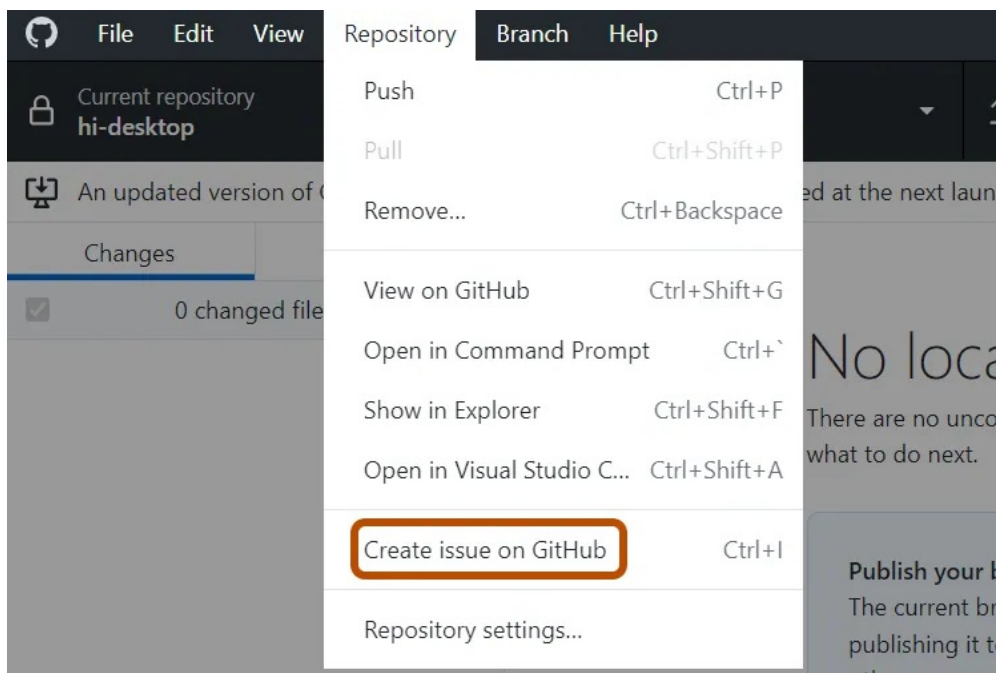 File Edit View Repository Branch Help
Current repository
hi-desktop
An updated version of
ed at the next laun
Changes
0 changed file
Push Ctrl+P
Pull Ctrl+Shift+P
Remove... Ctrl+Backspace
View on GitHub Ctrl+Shift+G
Open in Command Prompt Ctrl+`
Show in Explorer Ctrl+Shift+F
Open in Visual Studio C... Ctrl+Shift+A
Create issue on GitHub Ctrl+I
Repository settings...
No loca
There are no unco
what to do next.
Publish your b
The current br
publishing it t